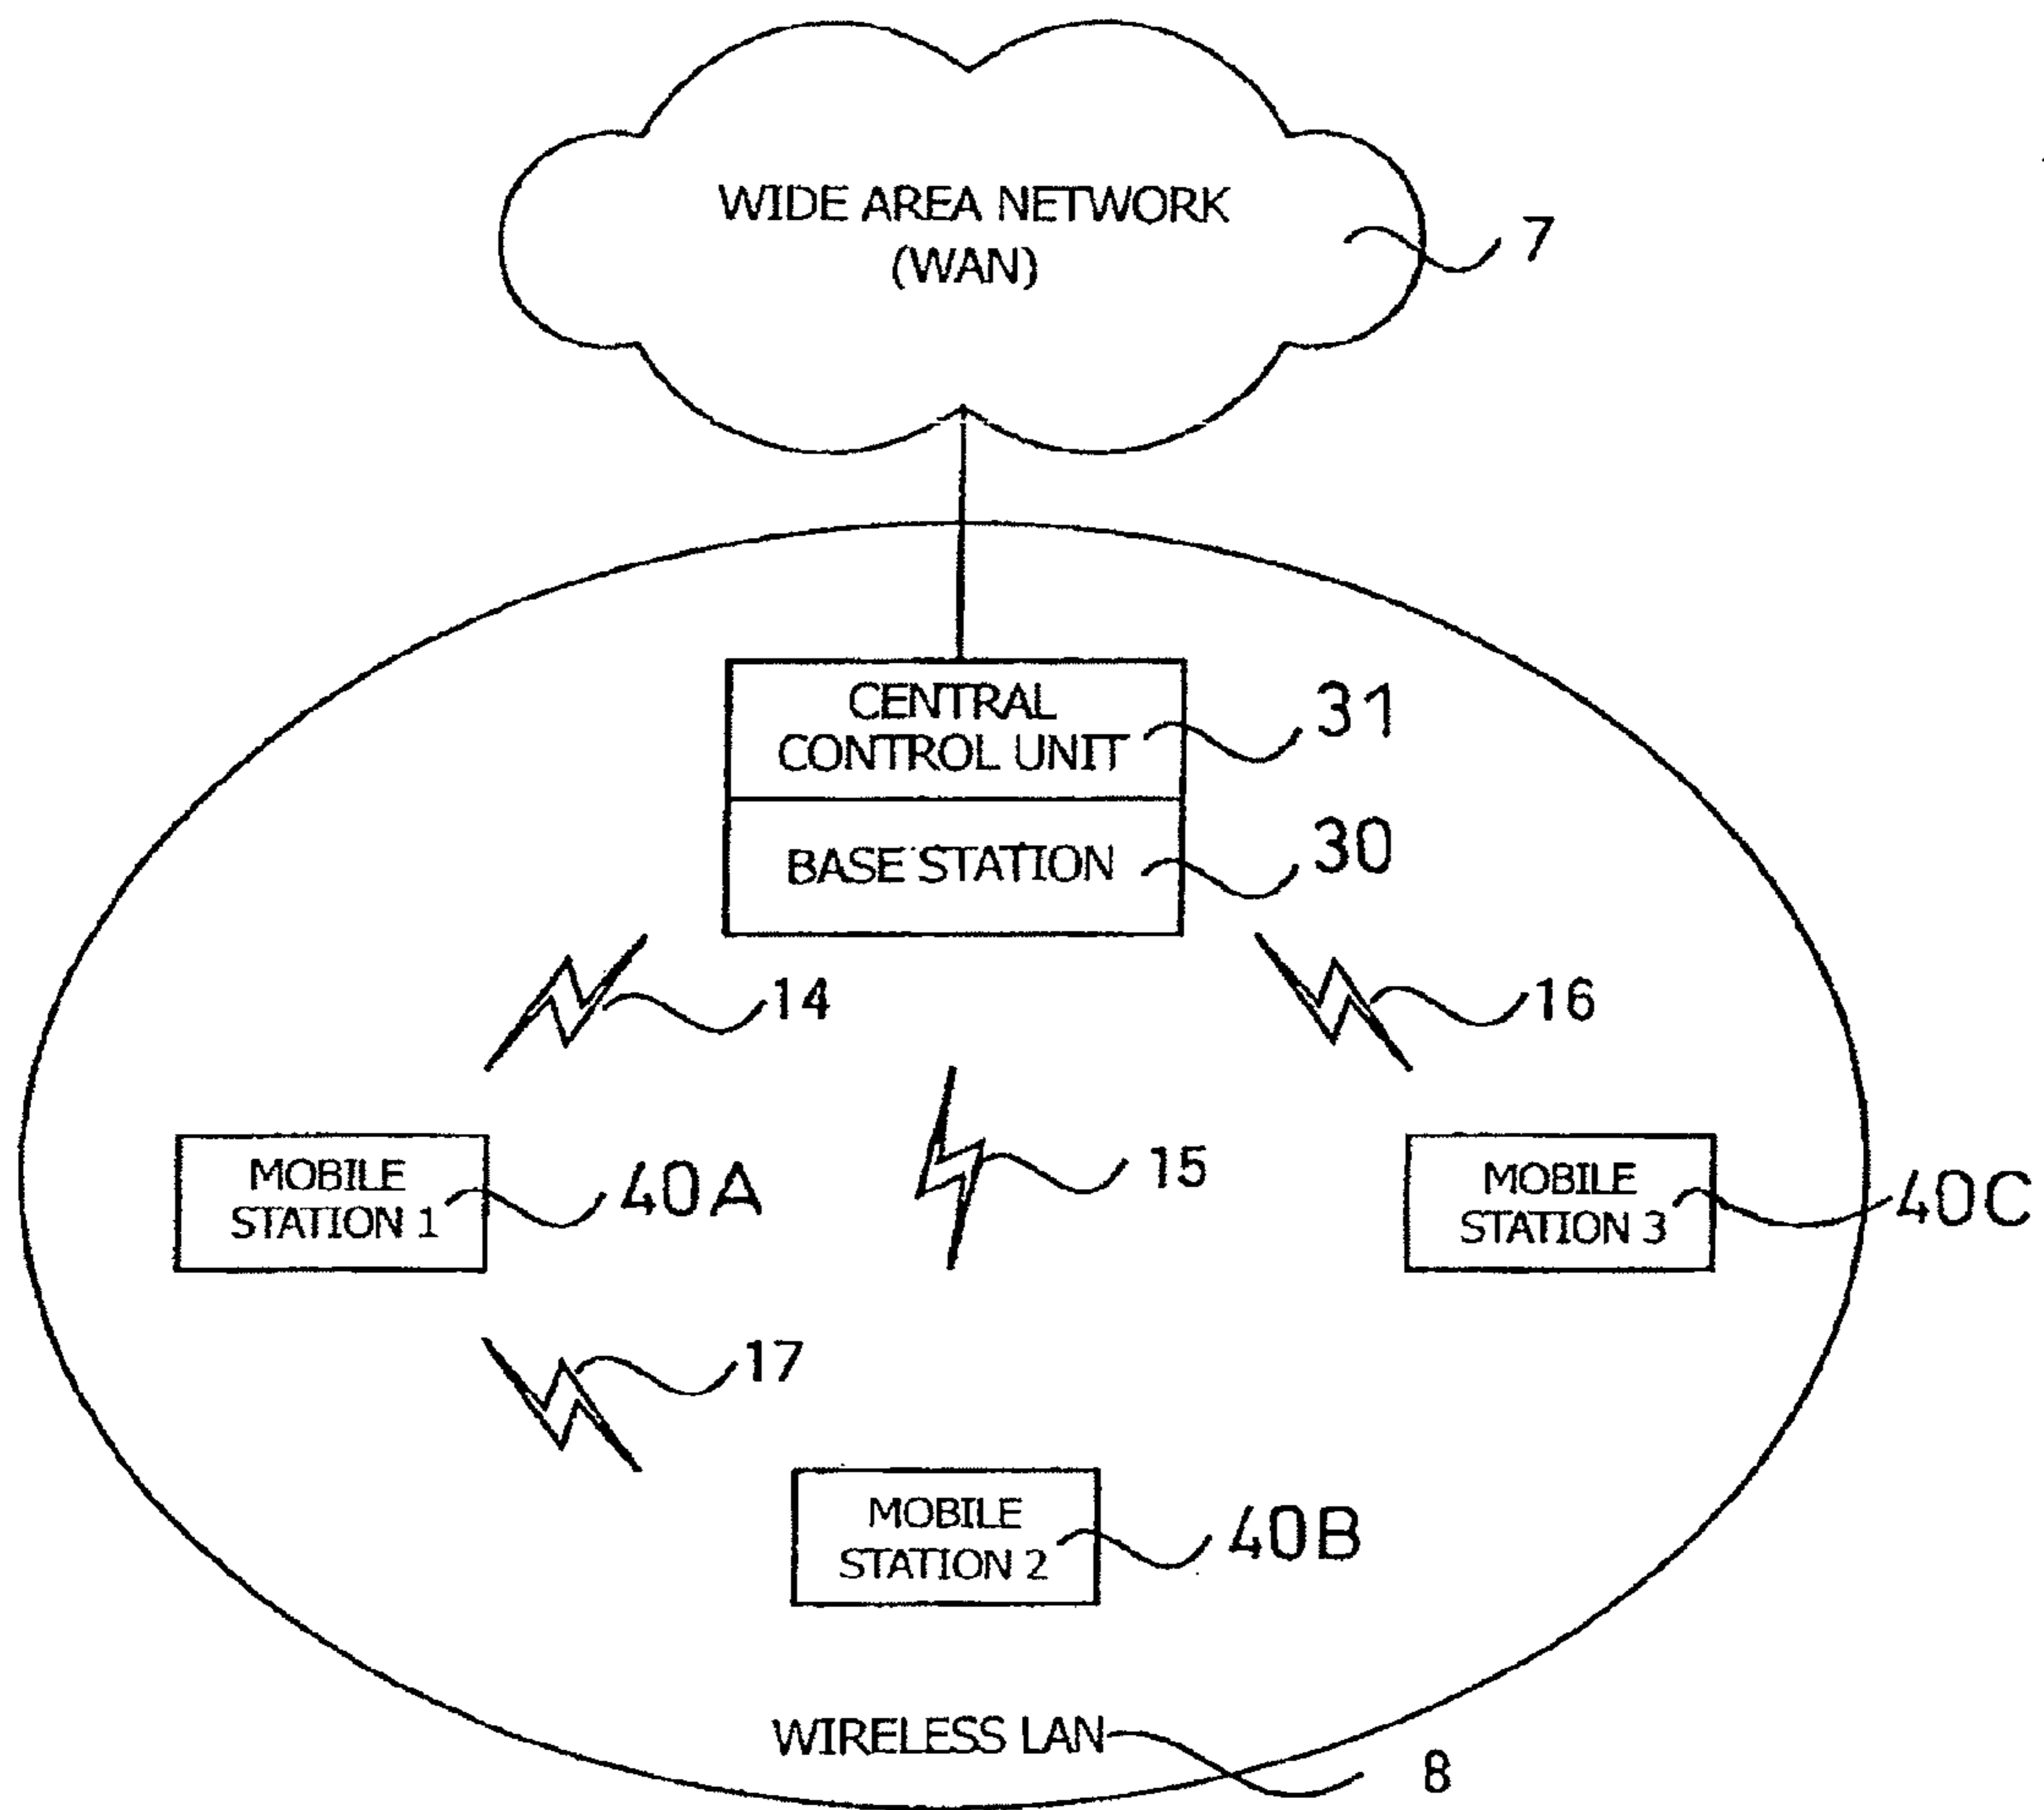 WIDE AREA NETWORK
(WAN)
7
CENTRAL
CONTROL UNIT
31
BASE STATION
30
14
16
MOBILE
STATION 1
40A
15
MOBILE
STATION 3
40C
17
MOBILE
STATION 2
40B
WIRELESS LAN
8